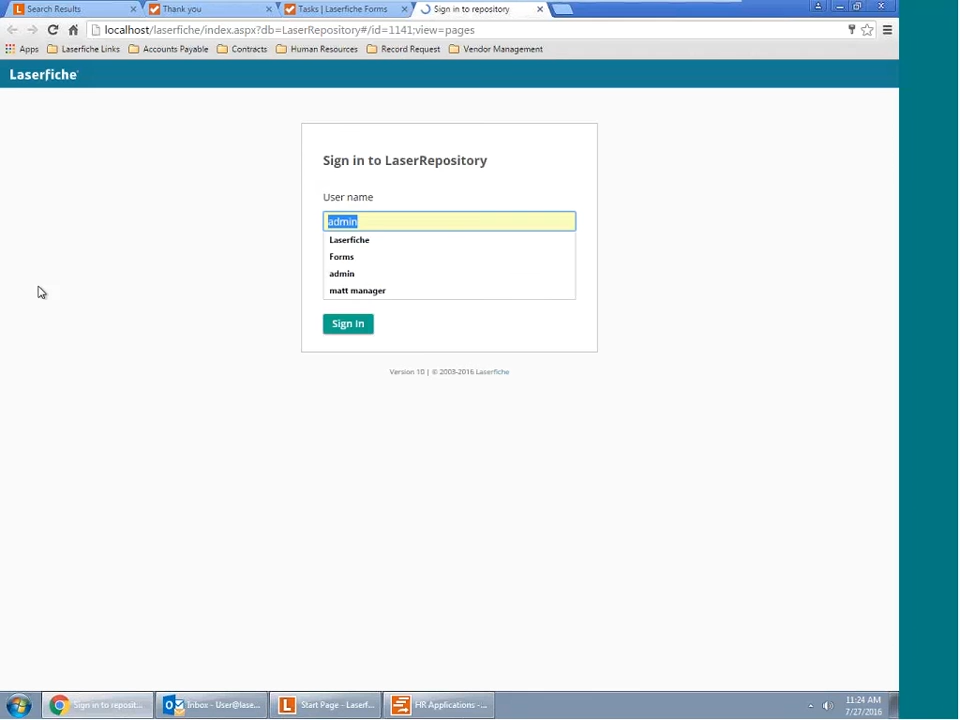 Search Results
Thank you
Tasks | Laserfiche Forms
Sign in to repository
localhost/laserfiche/index.aspx?db=LaserRepository#/id=1141;view=pages
Apps Laserfiche Links Accounts Payable Contracts Human Resources Record Request Vendor Management
Laserfiche
Sign in to LaserRepository
User name
admin
Laserfiche
Forms
admin
matt manager
Sign In
Version 10 | © 2003-2016 Laserfiche
Sign in to reposit...
Inbox - User@lase...
Start Page - Laserf...
HR Applications -...
11:24 AM
7/27/2016